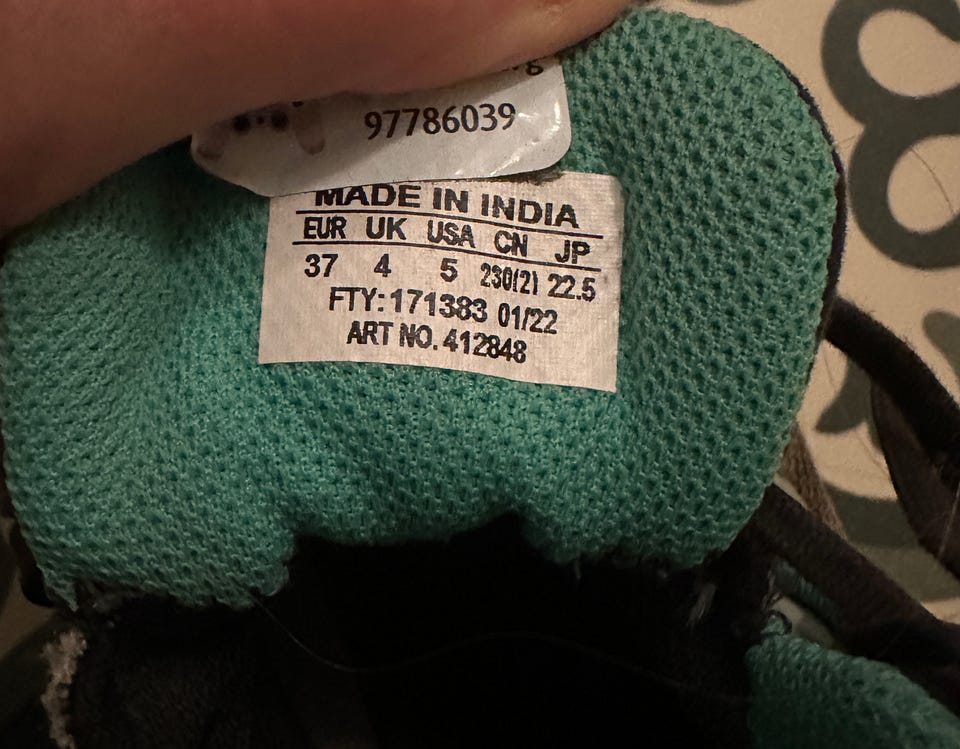 97786039
MADE IN INDIA
EUR UK USA CN JP
37 4 5 230(2) 22.5
FTY: 171383 01/22
ART NO. 412848